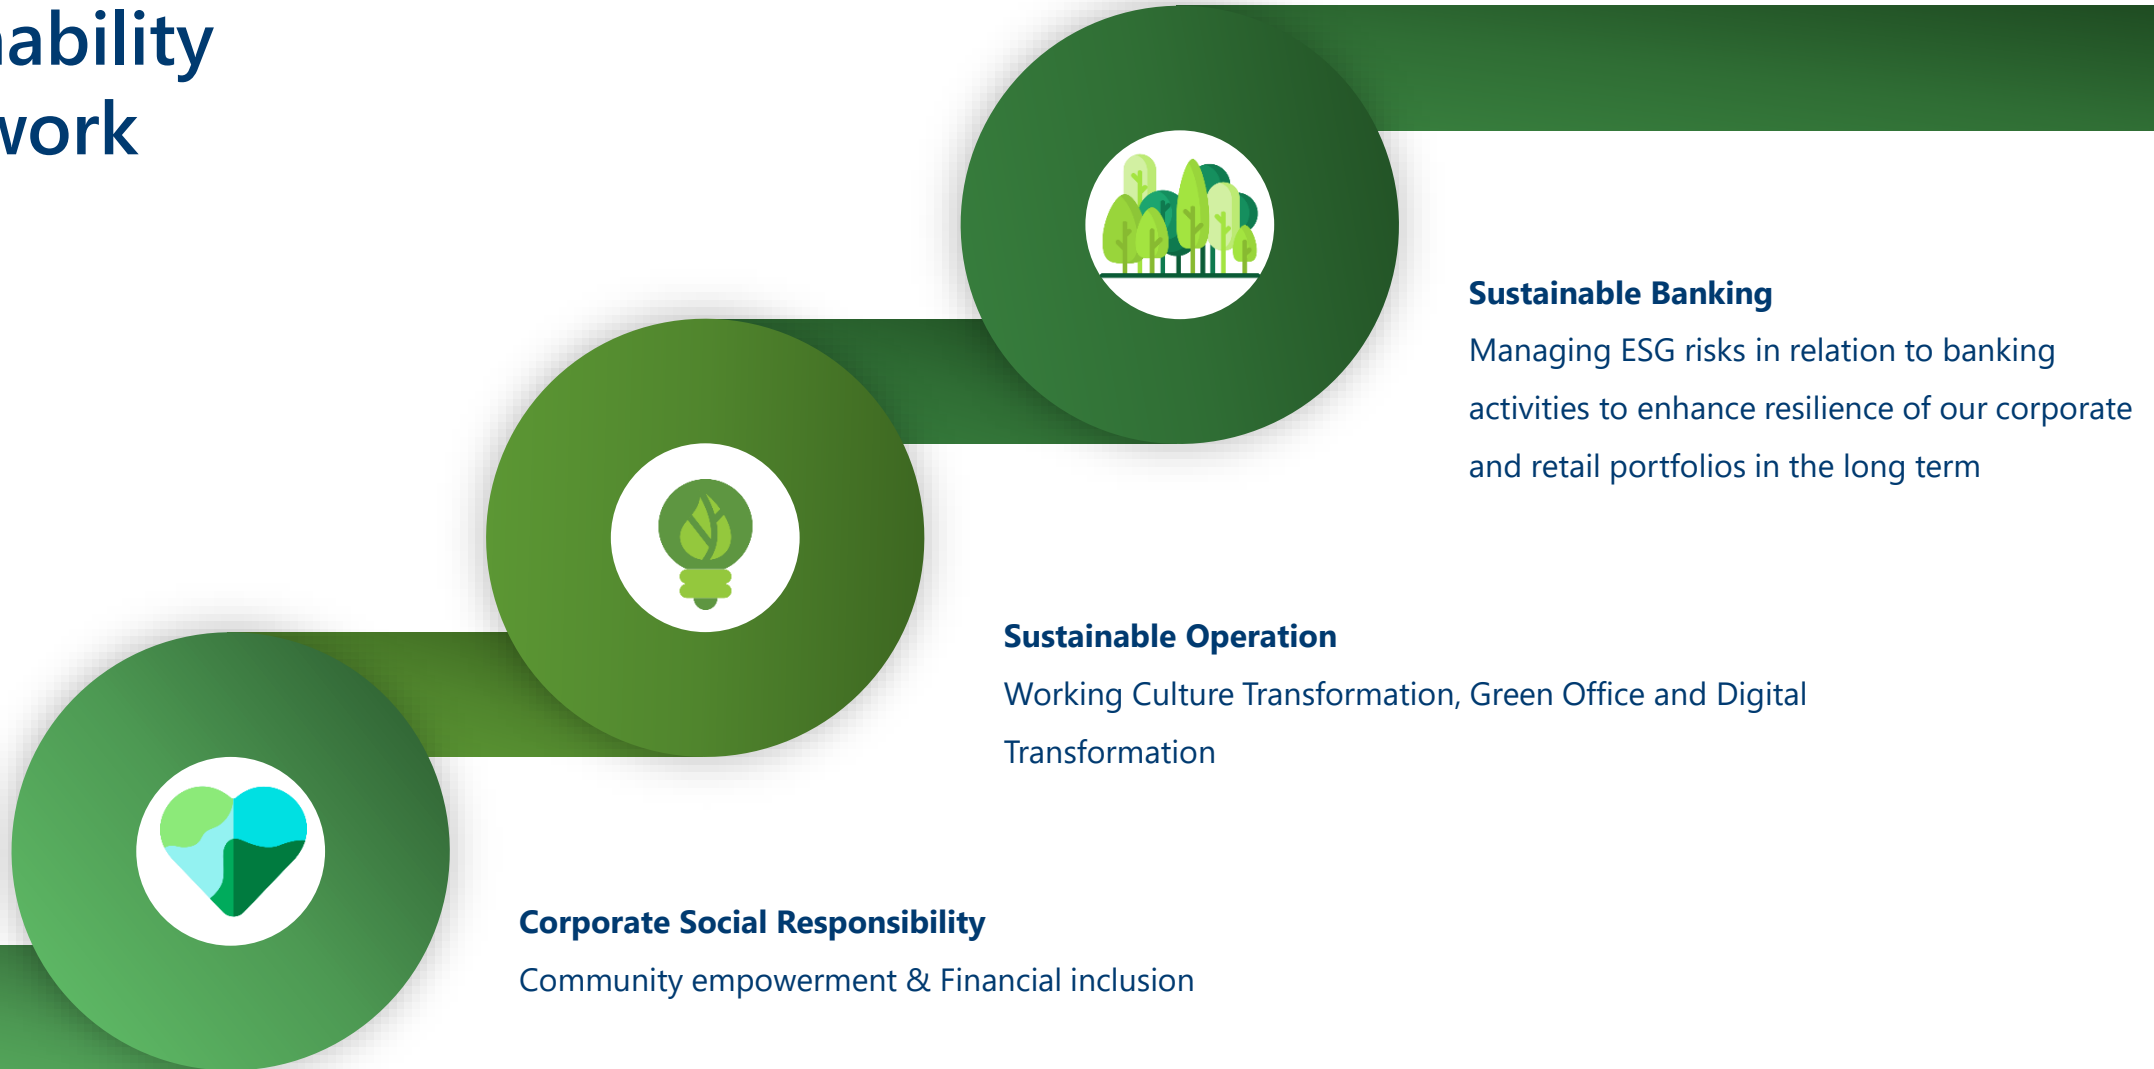 ability
work
Sustainable Banking
Managing ESG risks in relation to banking
activities to enhance resilience of our corporate
and retail portfolios in the long term
Sustainable Operation
Working Culture Transformation, Green Office and Digital
Transformation
Corporate Social Responsibility
Community empowerment & Financial inclusion